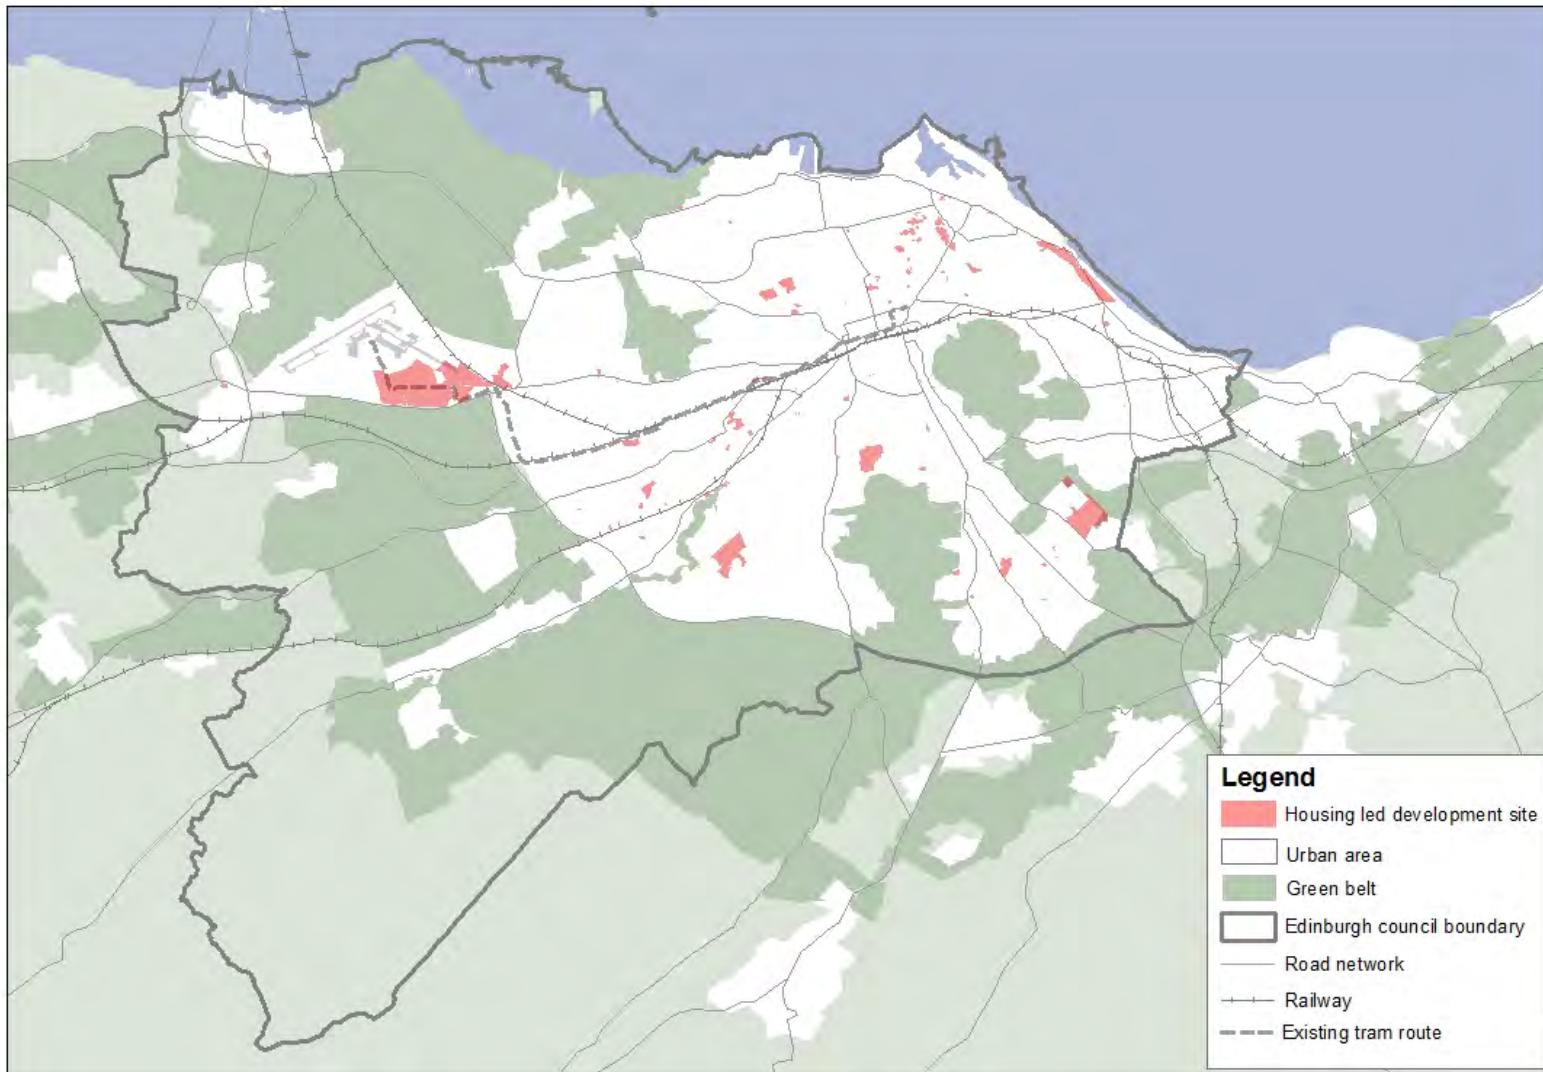 Legend
Housing led development site
Urban area
Green belt
Edinburgh council boundary
Road network
Railway
Existing tram route